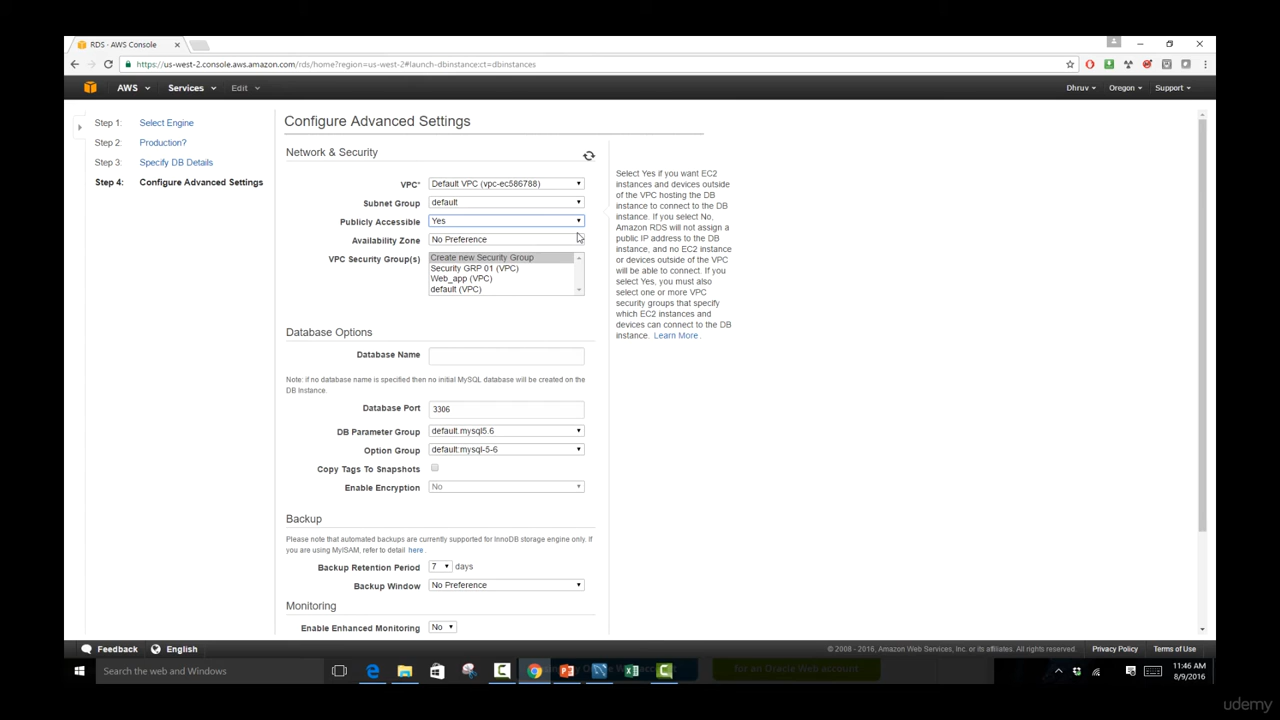 RDS · AWS Console
https://us-west-2.console.aws.amazon.com/rds/home?region=us-west-2#launch-dbinstance:ct=dbinstances
AWS Services Edit Dhruv Oregon Support
Step 1: Select Engine
Step 2: Production?
Step 3: Specify DB Details
Step 4: Configure Advanced Settings
Configure Advanced Settings
Network & Security
VPC* Default VPC (vpc-ec586788)
Subnet Group default
Publicly Accessible Yes
Availability Zone No Preference
VPC Security Group(s) Create new Security Group
Security GRP 01 (VPC)
Web_app (VPC)
default (VPC)
Select Yes if you want EC2
instances and devices outside
of the VPC hosting the DB
instance to connect to the DB
instance. If you select No,
Amazon RDS will not assign a
public IP address to the DB
instance, and no EC2 instance
or devices outside of the VPC
will be able to connect. If you
select Yes, you must also
select one or more VPC
security groups that specify
which EC2 instances and
devices can connect to the DB
instance. Learn More.
Database Options
Database Name
Note: if no database name is specified then no initial MySQL database will be created on the
DB Instance.
Database Port 3306
DB Parameter Group default.mysql5.6
Option Group default:mysql-5-6
Copy Tags To Snapshots
Enable Encryption No
Backup
Please note that automated backups are currently supported for InnoDB storage engine only. If
you are using MyISAM, refer to detail here.
Backup Retention Period 7 days
Backup Window No Preference
Monitoring
Enable Enhanced Monitoring No
Feedback English © 2008 - 2016, Amazon Web Services, Inc. or its affiliates. All rights reserved. Privacy Policy Terms of Use
Search the web and Windows
for an Oracle Web account
11:46 AM
8/9/2016
udemy